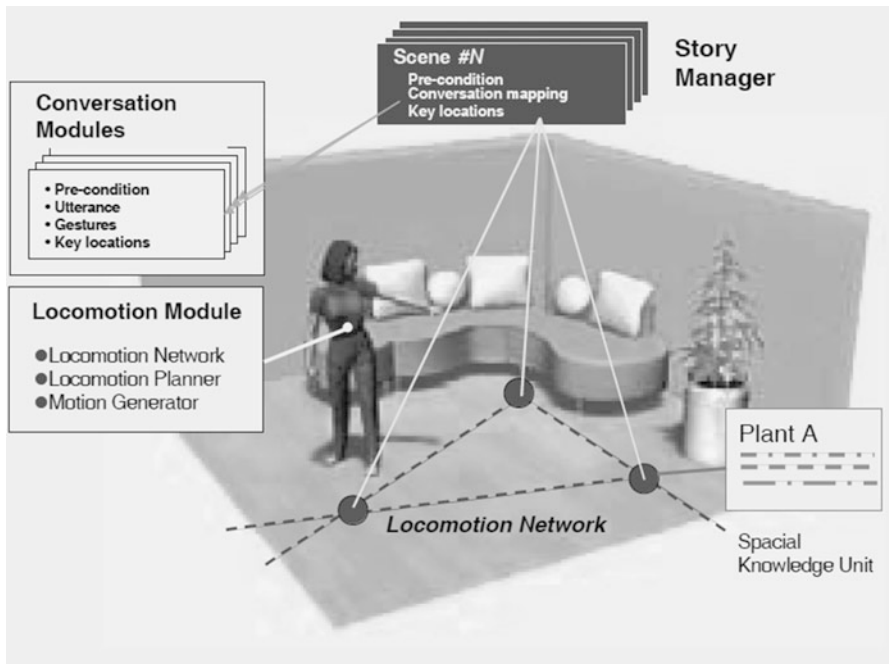 Scene #N
Pre-condition
Conversation mapping
Key locations
Story
Manager
Conversation
Modules
• Pre-condition
• Utterance
• Gestures
• Key locations
Locomotion Module
●Locomotion Network
●Locomotion Planner
●Motion Generator
Plant A
Locomotion Network
Spacial
Knowledge Unit